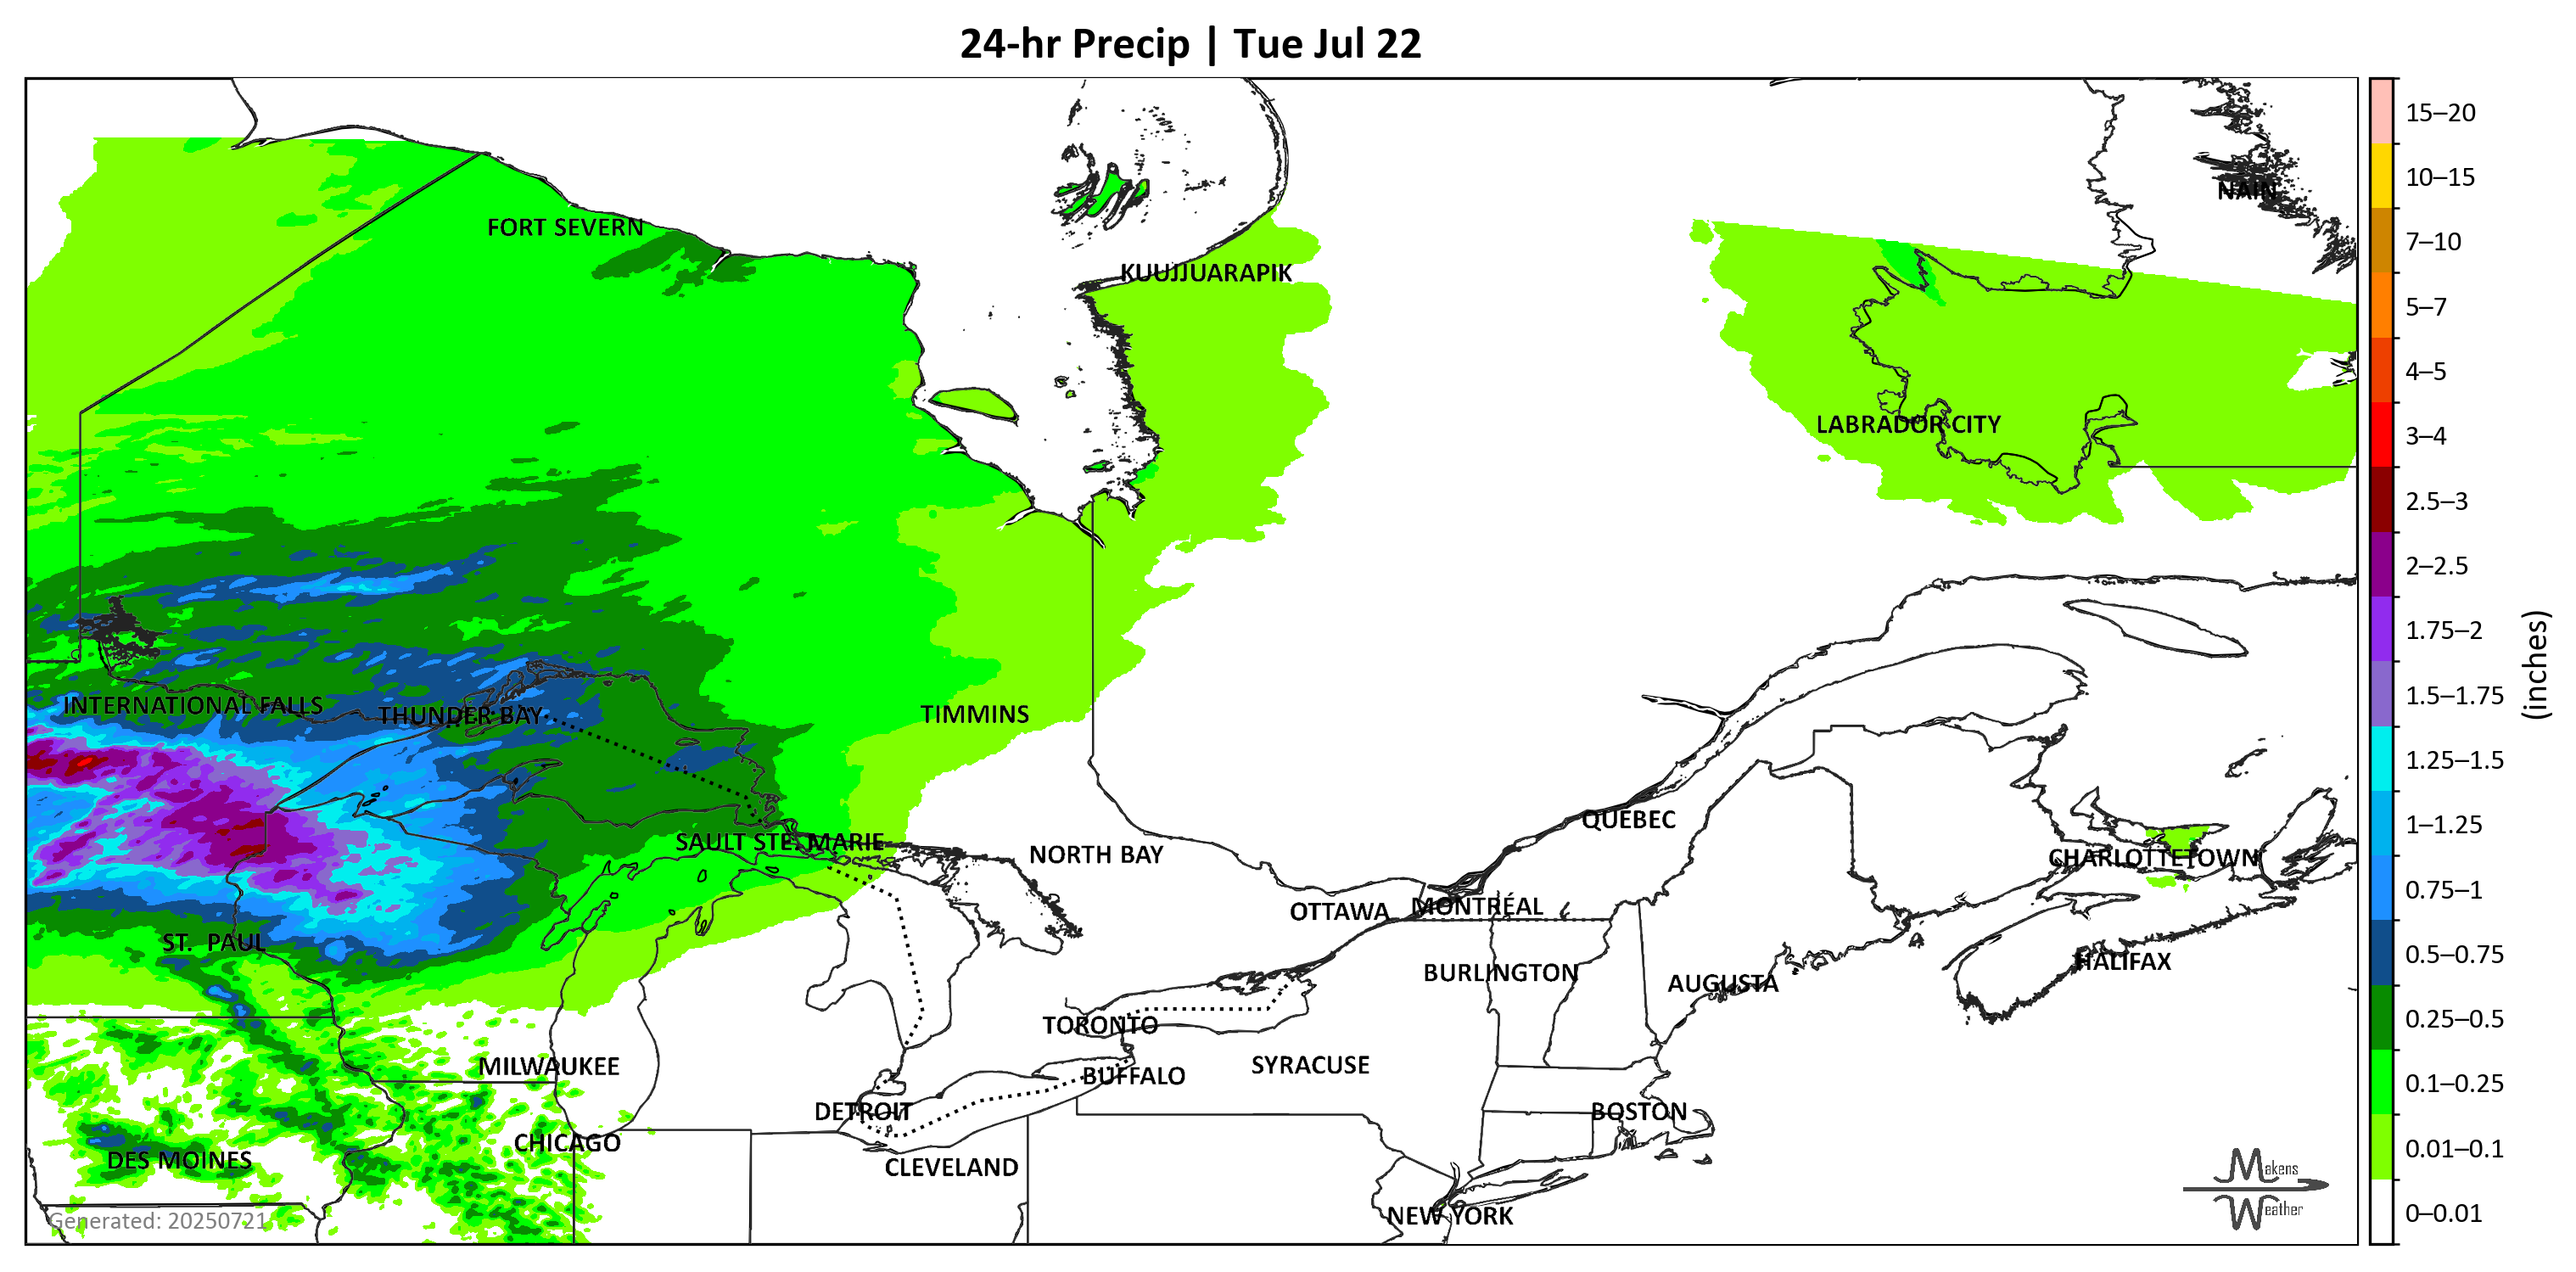 24-hr Precip | Tue Jul 22
NAIN
FORT SEVERN
KUUJJUARAPIK
LABRADOR CITY
INTERNATIONAL FALLS
THUNDER BAY
TIMMINS
SAULT STE. MARIE
NORTH BAY
QUÉBEC
CHARLOTTETOWN
OTTAWA
MONTRÉAL
ST. PAUL
BURLINGTON
AUGUSTA
HALIFAX
TORONTO
MILWAUKEE
BUFFALO
SYRACUSE
DETROIT
BOSTON
CHICAGO
DES MOINES
CLEVELAND
NEW YORK
Generated: 20250721
Makens
Weather
15–20
10–15
7–10
5–7
4–5
3–4
2.5–3
2–2.5
1.75–2
1.5–1.75
1.25–1.5
1–1.25
0.75–1
0.5–0.75
0.25–0.5
0.1–0.25
0.01–0.1
0–0.01
(inches)